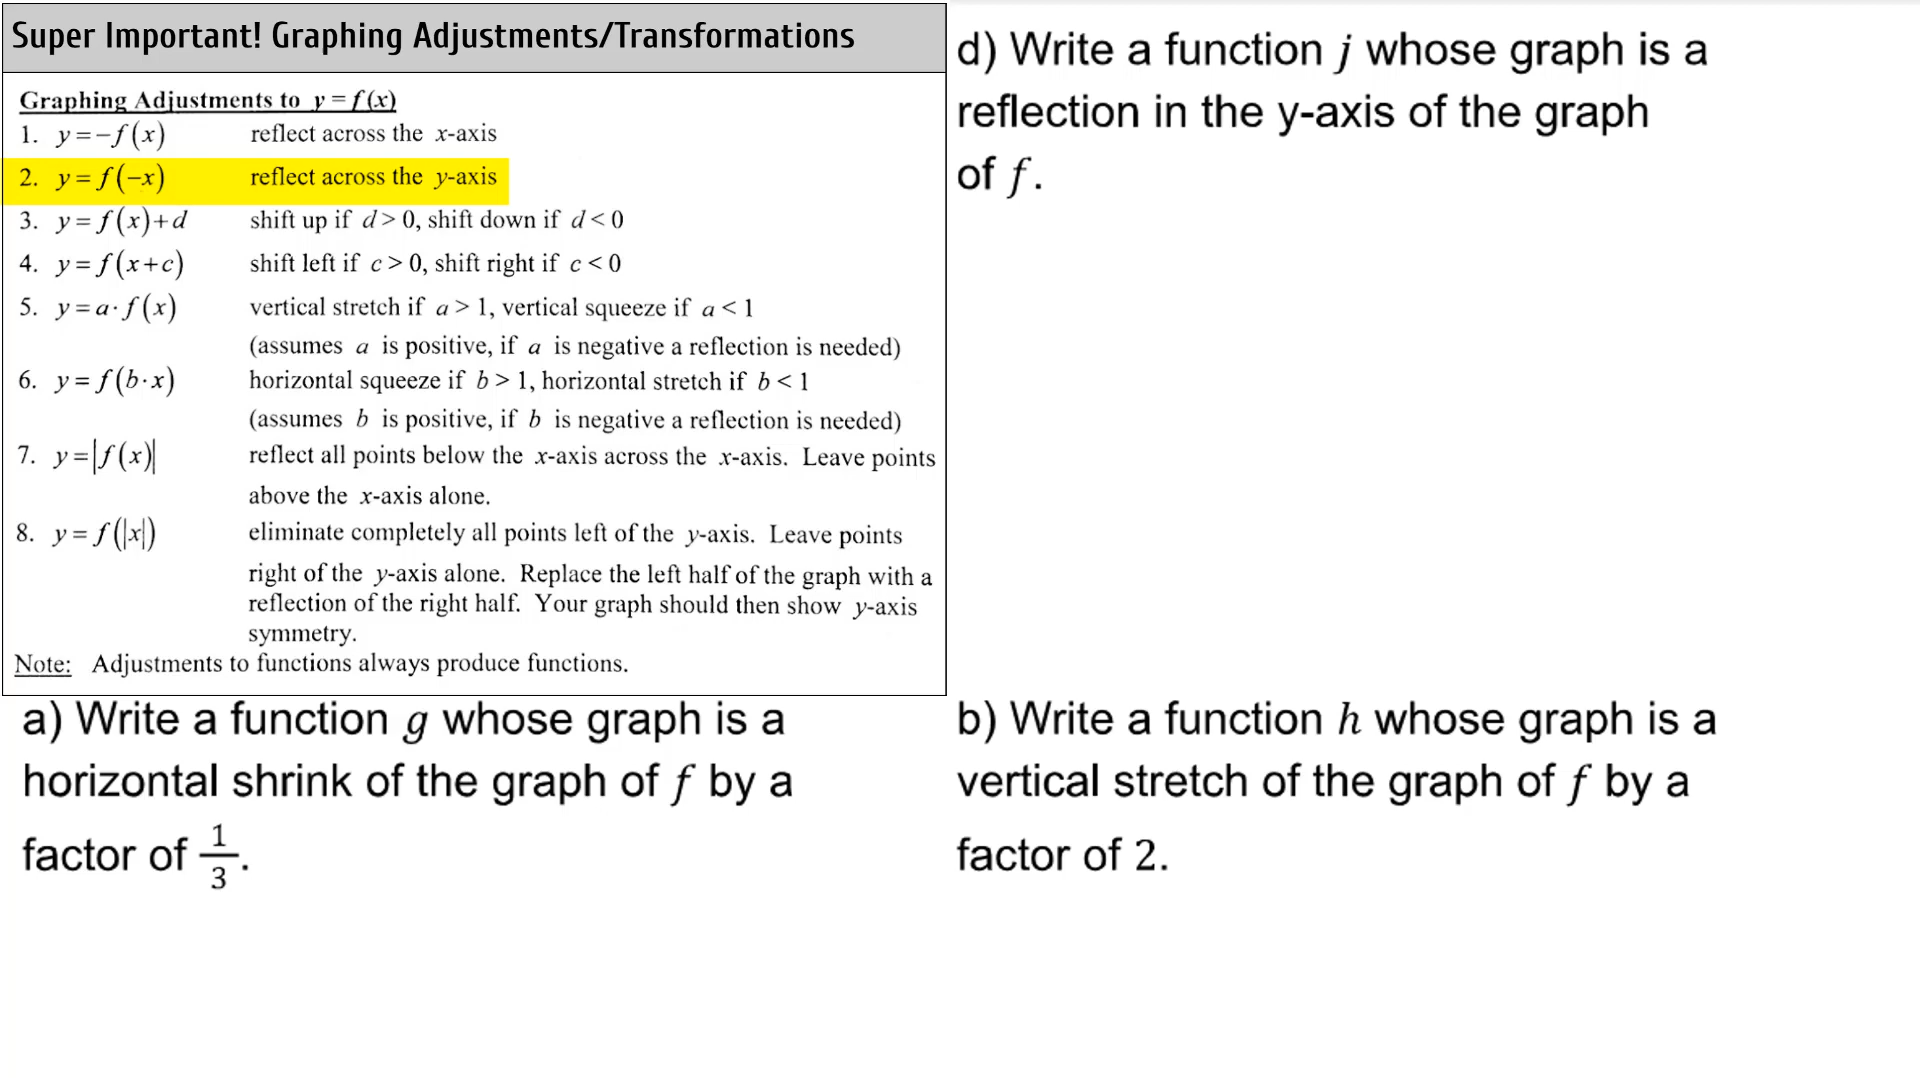 Super Important! Graphing Adjustments/Transformations
Graphing Adjustments to y = f(x)
1. y = −f(x) reflect across the x-axis
2. y = f(−x) reflect across the y-axis
3. y = f(x)+d shift up if d > 0, shift down if d < 0
4. y = f(x+c) shift left if c > 0, shift right if c < 0
5. y = a·f(x) vertical stretch if a > 1, vertical squeeze if a < 1
(assumes a is positive, if a is negative a reflection is needed)
6. y = f(b·x) horizontal squeeze if b > 1, horizontal stretch if b < 1
(assumes b is positive, if b is negative a reflection is needed)
7. y = |f(x)| reflect all points below the x-axis across the x-axis. Leave points
above the x-axis alone.
8. y = f(|x|) eliminate completely all points left of the y-axis. Leave points
right of the y-axis alone. Replace the left half of the graph with a
reflection of the right half. Your graph should then show y-axis
symmetry.
Note: Adjustments to functions always produce functions.
d) Write a function j whose graph is a
reflection in the y-axis of the graph
of f.
a) Write a function g whose graph is a
horizontal shrink of the graph of f by a
factor of 1/3.
b) Write a function h whose graph is a
vertical stretch of the graph of f by a
factor of 2.